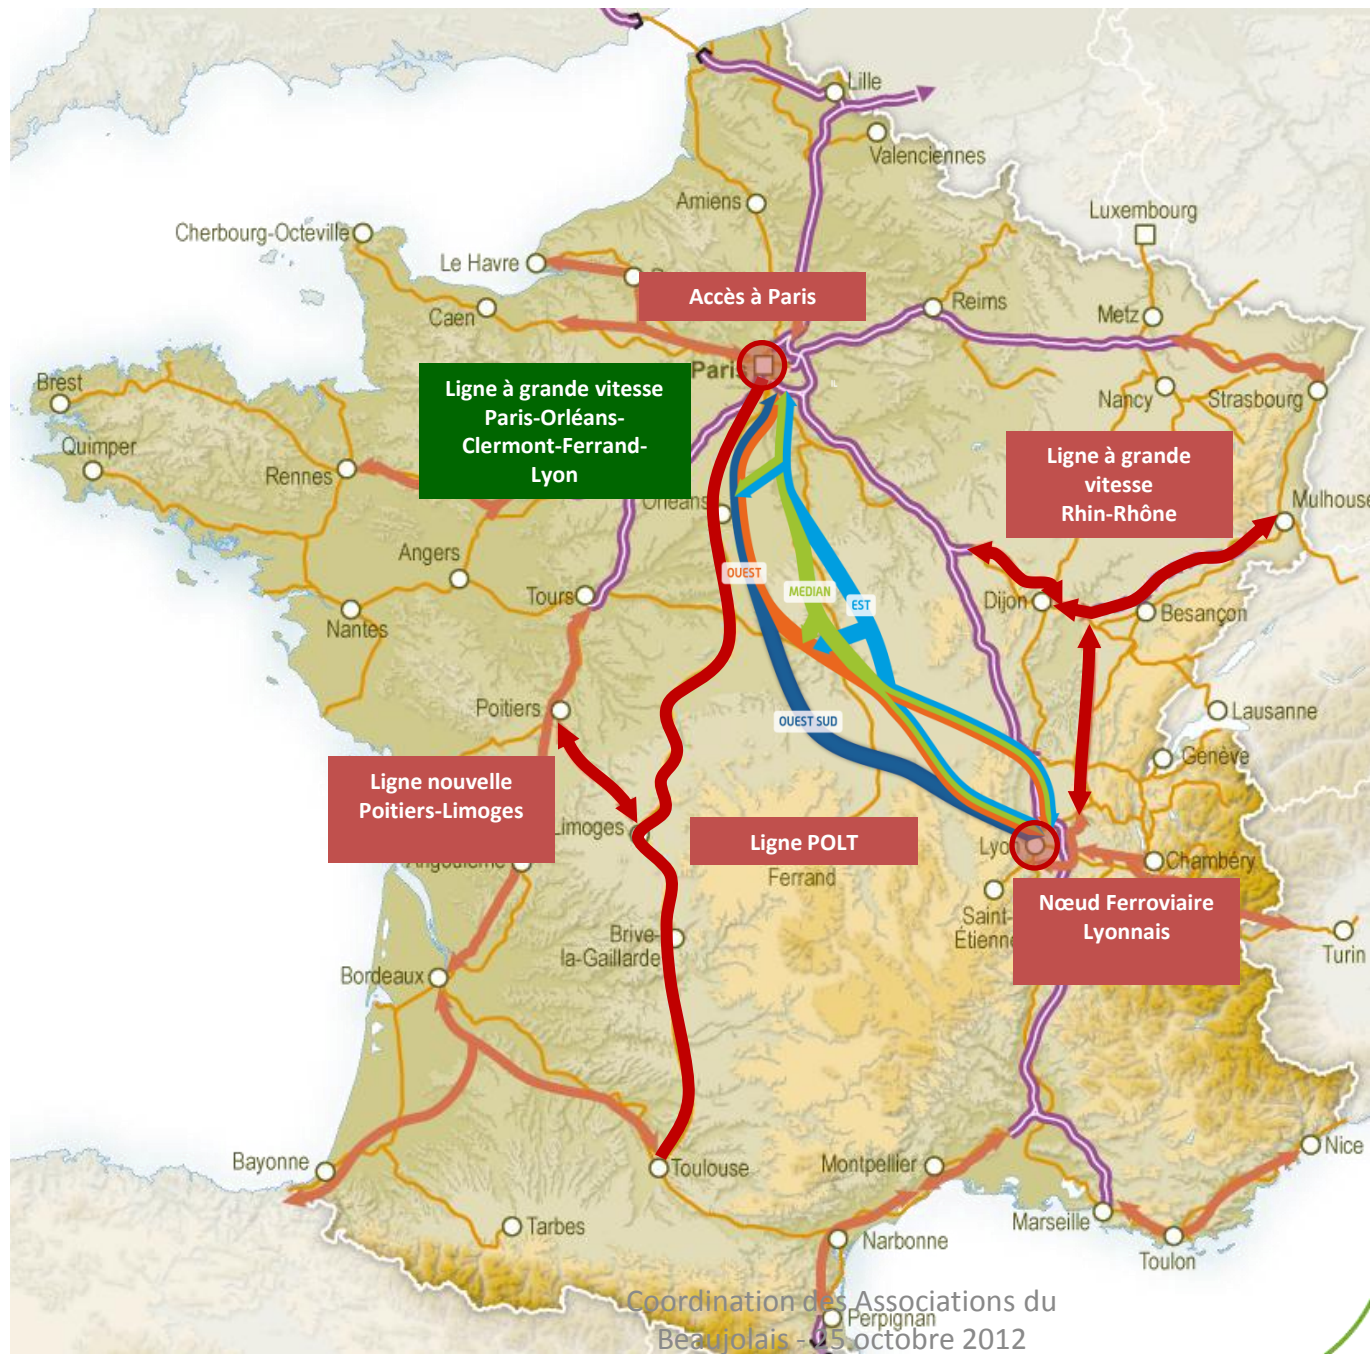 Lille
Valenciennes
Amiens
Luxembourg
Cherbourg-Octeville
Le Havre
Accès à Paris
Reims
Metz
Caen
Paris
Ligne à grande vitesse
Paris-Orléans-
Clermont-Ferrand-
Lyon
Brest
Nancy
Strasbourg
Quimper
Rennes
Ligne à grande
vitesse
Rhin-Rhône
Mulhouse
Orléans
Angers
OUEST
MEDIAN
EST
Tours
Dijon
Besançon
Nantes
Poitiers
OUEST SUD
Lausanne
Genève
Ligne nouvelle
Poitiers-Limoges
Limoges
Ligne POLT
Lyon
Chambéry
Angoulême
Ferrand
Saint-
Étienne
Nœud Ferroviaire
Lyonnais
Brive-
la-Gaillarde
Turin
Bordeaux
Bayonne
Toulouse
Montpellier
Nice
Tarbes
Marseille
Narbonne
Toulon
Perpignan
Coordination des Associations du
Beaujolais - 15 octobre 2012